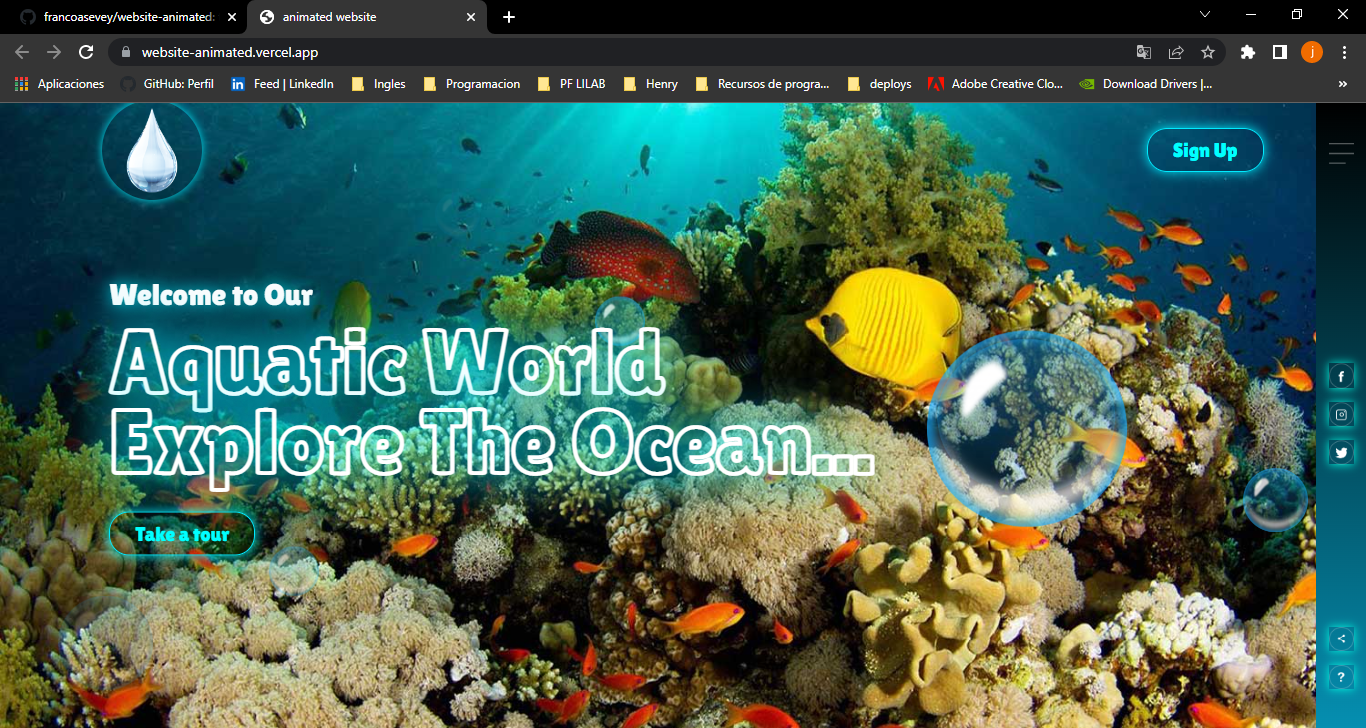 francoasevey/website-animated:
animated website
website-animated.vercel.app
j
Aplicaciones
GitHub: Perfil
in
Feed | LinkedIn
Ingles
Programacion
PF LILAB
Henry
Recursos de progra...
deploys
Adobe Creative Clo...
Download Drivers |...
»
Sign Up
Welcome to Our
Aquatic World
Explore The Ocean...
Take a tour
f
?